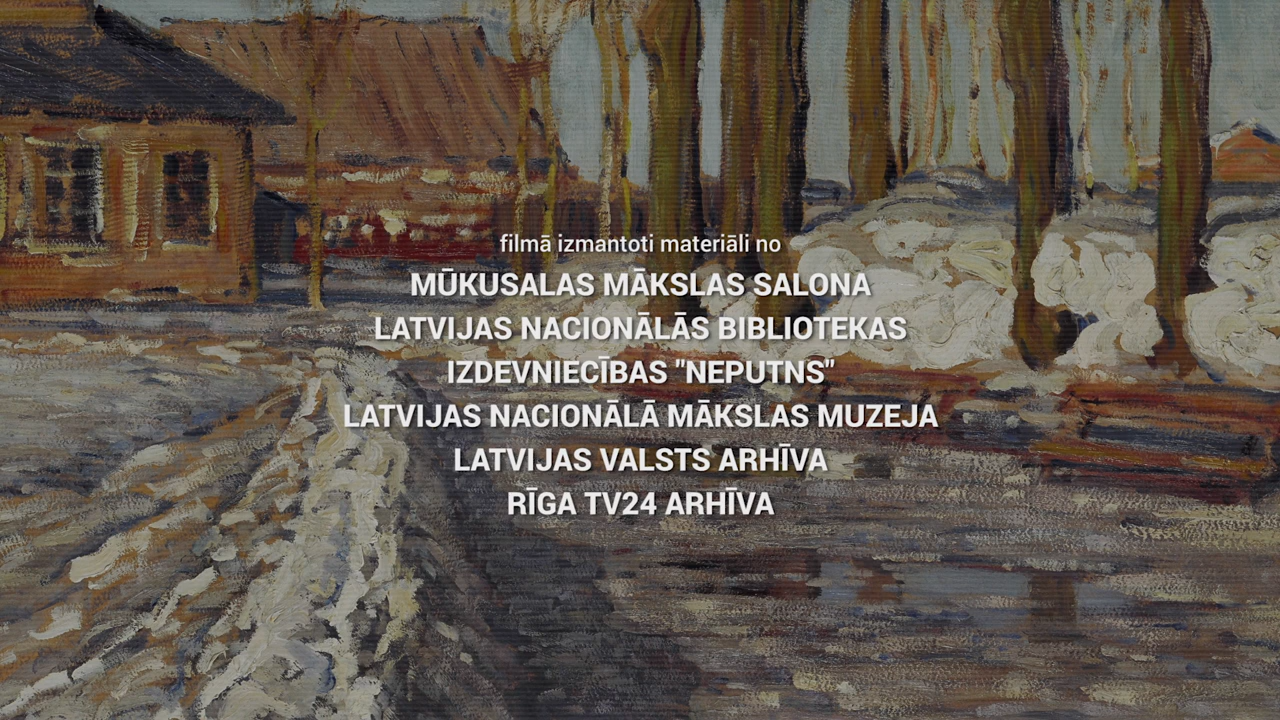 filmā izmantoti materiāli no
MŪKUSALAS MĀKSLAS SALONA
LATVIJAS NACIONĀLĀS BIBLIOTEKAS
IZDEVNIECĪBAS "NEPUTNS"
LATVIJAS NACIONĀLĀ MĀKSLAS MUZEJA
LATVIJAS VALSTS ARHĪVA
RĪGA TV24 ARHĪVA